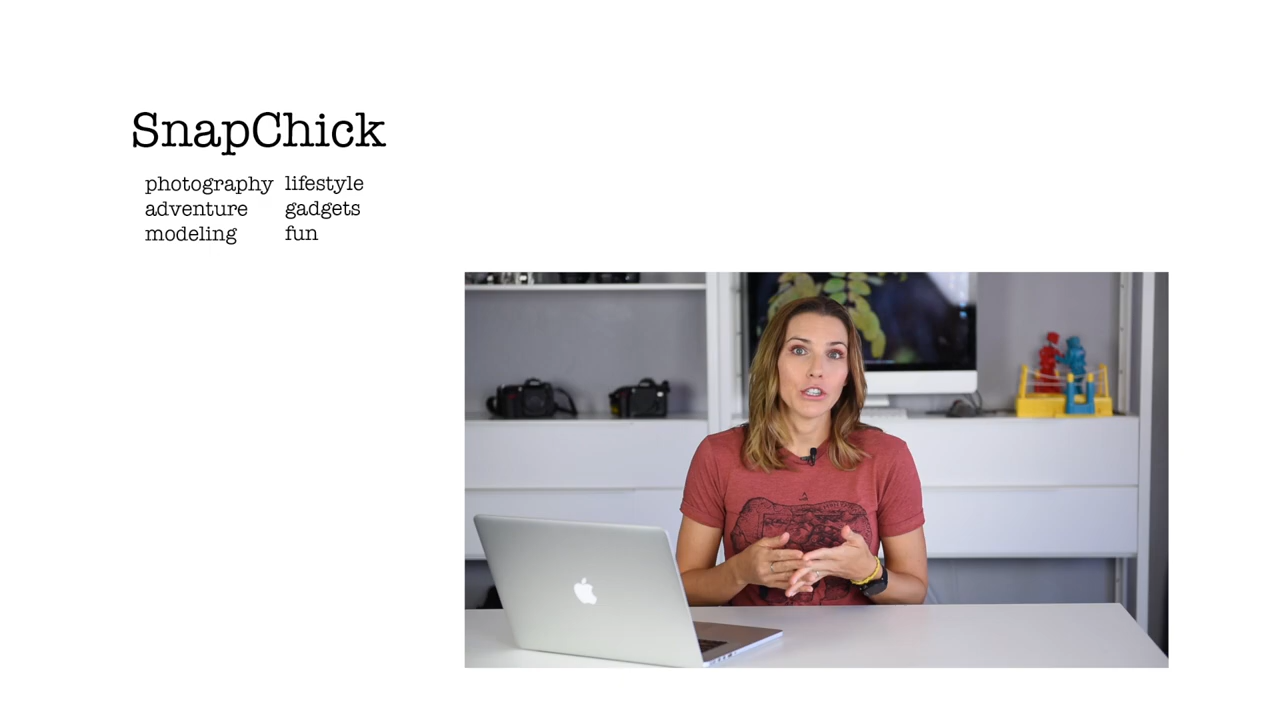 SnapChick
photography lifestyle
adventure gadgets
modeling fun